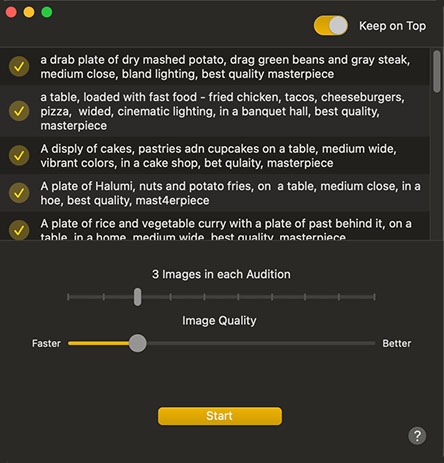 Keep on Top
a drab plate of dry mashed potato, drag green beans and gray steak,
medium close, bland lighting, best quality masterpiece
a table, loaded with fast food - fried chicken, tacos, cheeseburgers,
pizza,  wided, cinematic lighting, in a banquet hall, best quality,
masterpiece
A disply of cakes, pastries adn cupcakes on a table, medium wide,
vibrant colors, in a cake shop, bet qulaity, masterpiece
A plate of Halumi, nuts and potato fries, on  a table, medium close, in a
hoe, best quality, mast4erpiece
A plate of rice and vegetable curry with a plate of past behind it, on a
table, in a home, medium wide, best quality, masterpiece
3 Images in each Audition
Image Quality
Faster Better
Start
?